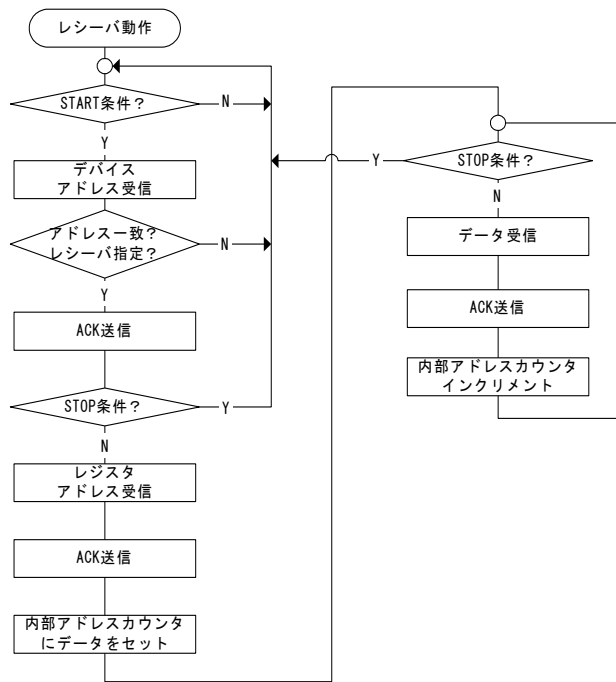 レシーバ動作
START条件？
N
Y
デバイス
アドレス受信
アドレス一致？
レシーバ指定？
N
Y
ACK送信
STOP条件？
Y
N
レジスタ
アドレス受信
ACK送信
内部アドレスカウンタ
にデータをセット
STOP条件？
Y
N
データ受信
ACK送信
内部アドレスカウンタ
インクリメント